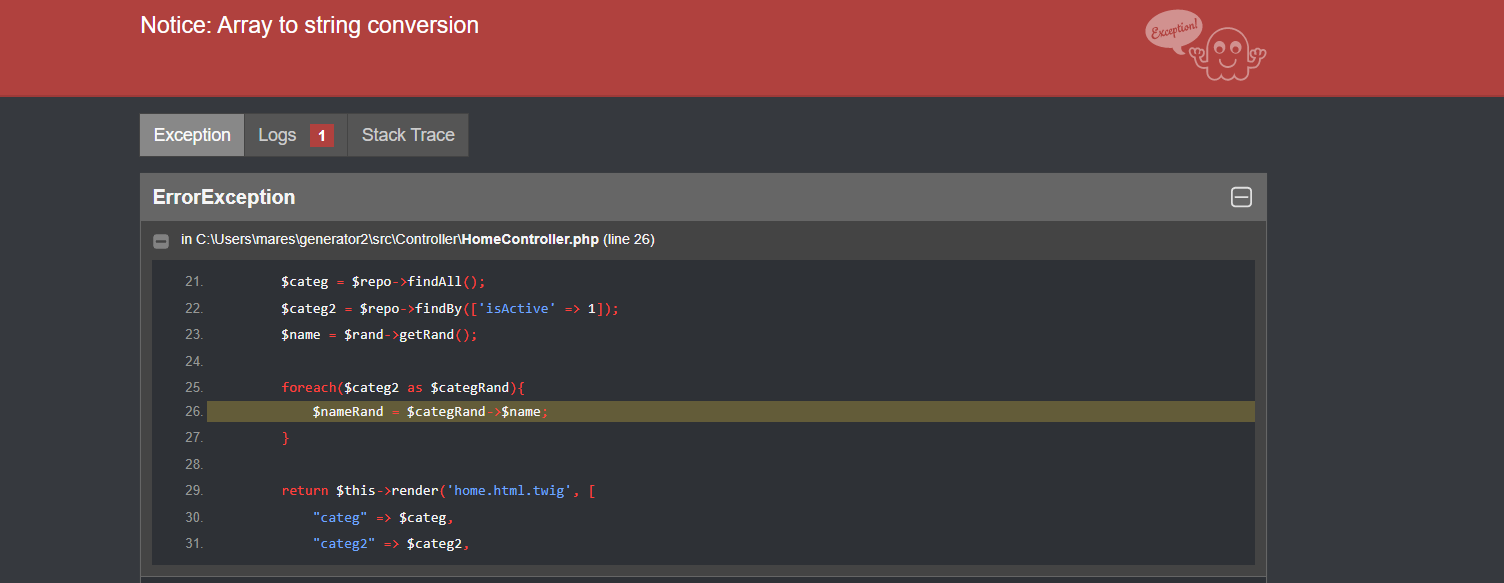 Notice: Array to string conversion
Exception!
Exception Logs 1 Stack Trace
ErrorException
in C:\Users\mares\generator2\src\Controller\HomeController.php (line 26)
21. $categ = $repo->findAll();
22. $categ2 = $repo->findBy(['isActive' => 1]);
23. $name = $rand->getRand();
24.
25. foreach($categ2 as $categRand){
26. $nameRand = $categRand->$name;
27. }
28.
29. return $this->render('home.html.twig', [
30. "categ" => $categ,
31. "categ2" => $categ2,